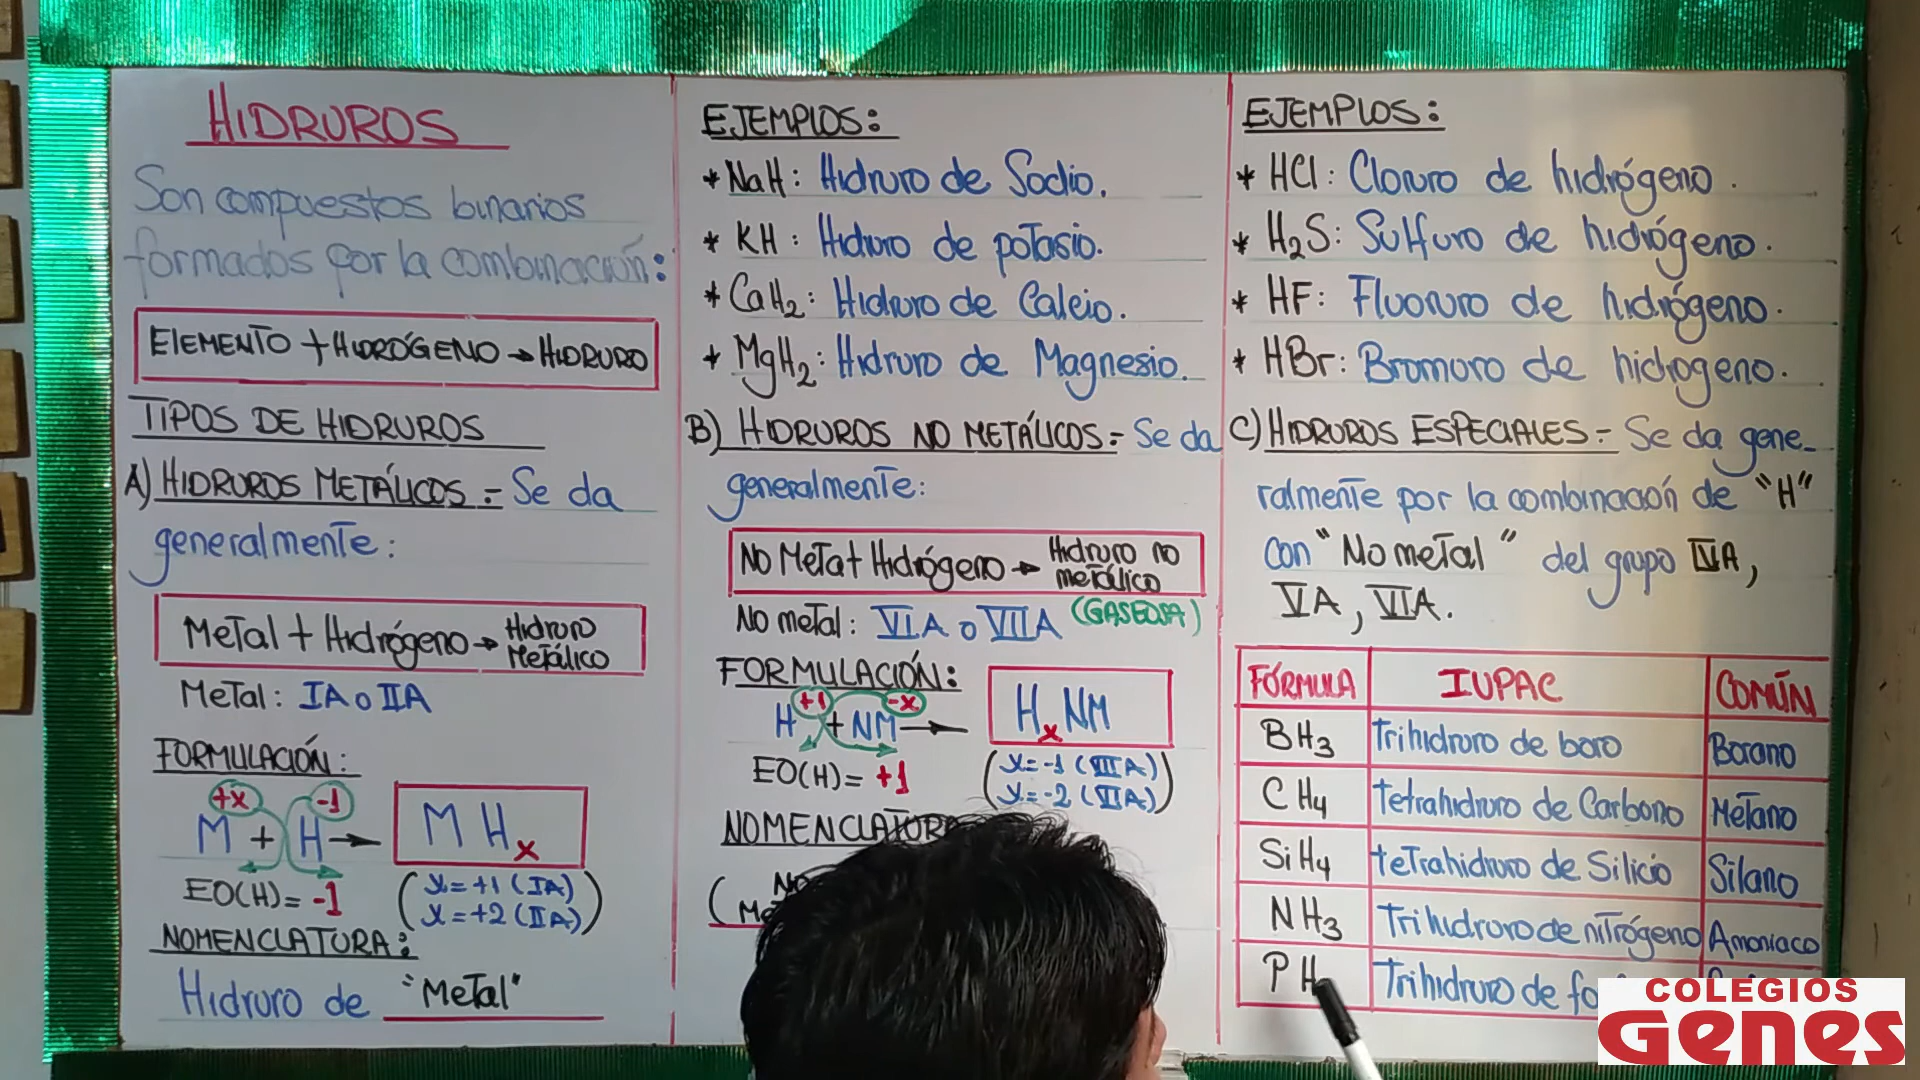 HIDRUROS
Son compuestos binarios
formados por la combinación:
ELEMENTO + HIDRÓGENO → HIDRURO
TIPOS DE HIDRUROS
A) HIDRUROS METÁLICOS = Se da
generalmente:
Metal + Hidrógeno → Hidruro
Metálico
Metal: IA o IIA
FORMULACIÓN:
+x -1
M + H → M Hx
EO(H) = -1
(x = +1 (IA)
x = +2 (IIA))
NOMENCLATURA:
Hidruro de "Metal"
EJEMPLOS:
* NaH: Hidruro de Sodio.
* KH: Hiduro de potasio.
* CaH2: Hidruro de Calcio.
* MgH2: Hidruro de Magnesio.
B) HIDRUROS NO METÁLICOS = Se da
generalmente:
No Metal + Hidrógeno → Hidruro no
metálico
No metal: VIA o VIIA (GASEOSA)
FORMULACIÓN:
+1 -x
H + NM → HxNM
EO(H) = +1
(x = -1 (VIIA)
x = -2 (VIA))
NOMENCLATURA
EJEMPLOS:
* HCl: Cloruro de hidrógeno.
* H2S: Sulfuro de hidrógeno.
* HF: Fluoruro de hidrógeno.
* HBr: Bromuro de hidrogeno.
C) HIDRUROS ESPECIALES = Se da gene-
ralmente por la combinación de "H"
con "No metal" del grupo IVA,
VA, VIIA.
FÓRMULA IUPAC COMÚN
BH3 Trihidruro de boro Borano
CH4 tetrahidruro de Carbono Metano
SiH4 tetrahidruro de Silicio Silano
NH3 Trihidruro de nitrógeno Amoniaco
PH Trihidruro de
COLEGIOS
Genes